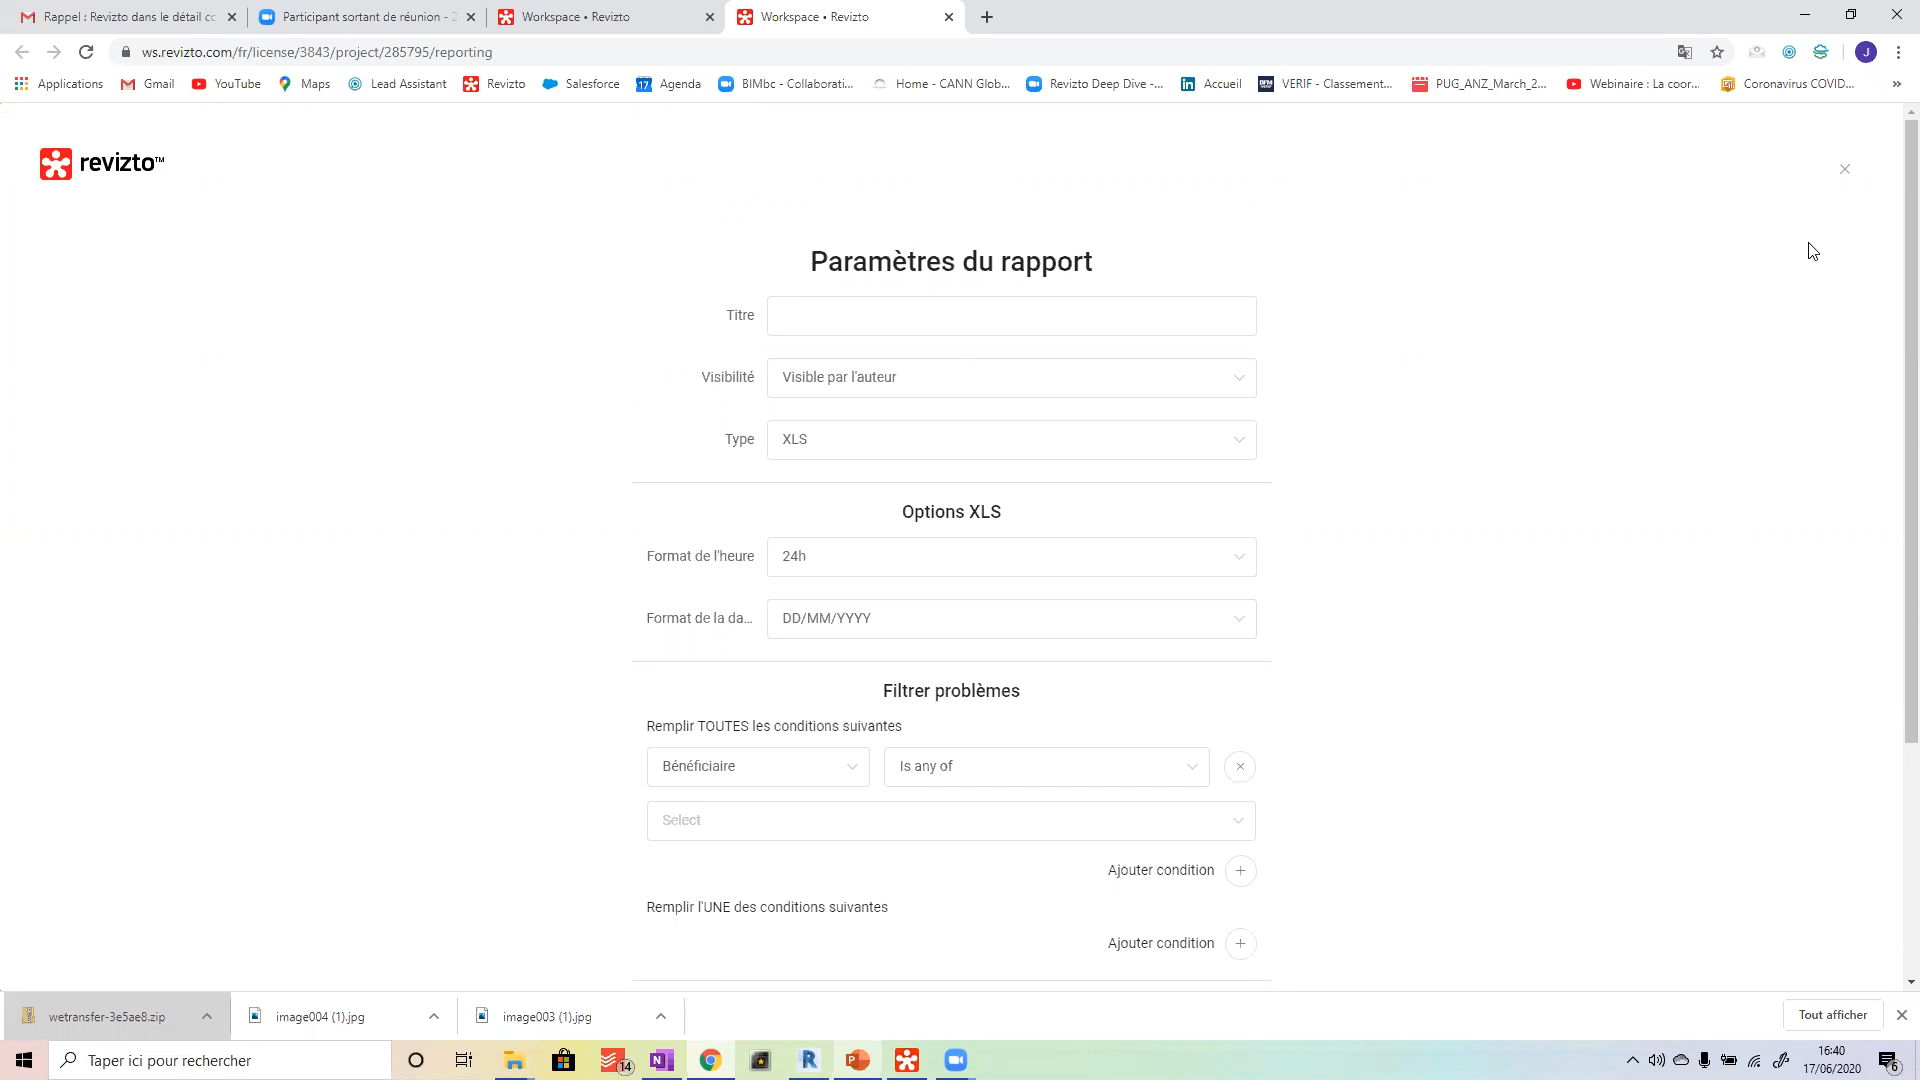 Rappel : Revizto dans le détail cc
Participant sortant de réunion - Z
Workspace • Revizto
Workspace • Revizto
ws.revizto.com/fr/license/3843/project/285795/reporting
J
Applications
Gmail
YouTube
Maps
Lead Assistant
Revizto
Salesforce
17 Agenda
BIMbc - Collaborati...
Home - CANN Glob...
Revizto Deep Dive -...
Accueil
VERIF - Classement...
PUG_ANZ_March_2...
Webinaire : La coor...
Coronavirus COVID...
»
revizto™
Paramètres du rapport
Titre
Visibilité
Visible par l'auteur
Type
XLS
Options XLS
Format de l'heure
24h
Format de la da...
DD/MM/YYYY
Filtrer problèmes
Remplir TOUTES les conditions suivantes
Bénéficiaire
Is any of
Select
Ajouter condition
Remplir l'UNE des conditions suivantes
Ajouter condition
wetransfer-3e5ae8.zip
image004 (1).jpg
image003 (1).jpg
Tout afficher
Taper ici pour rechercher
14
16:40
17/06/2020
6